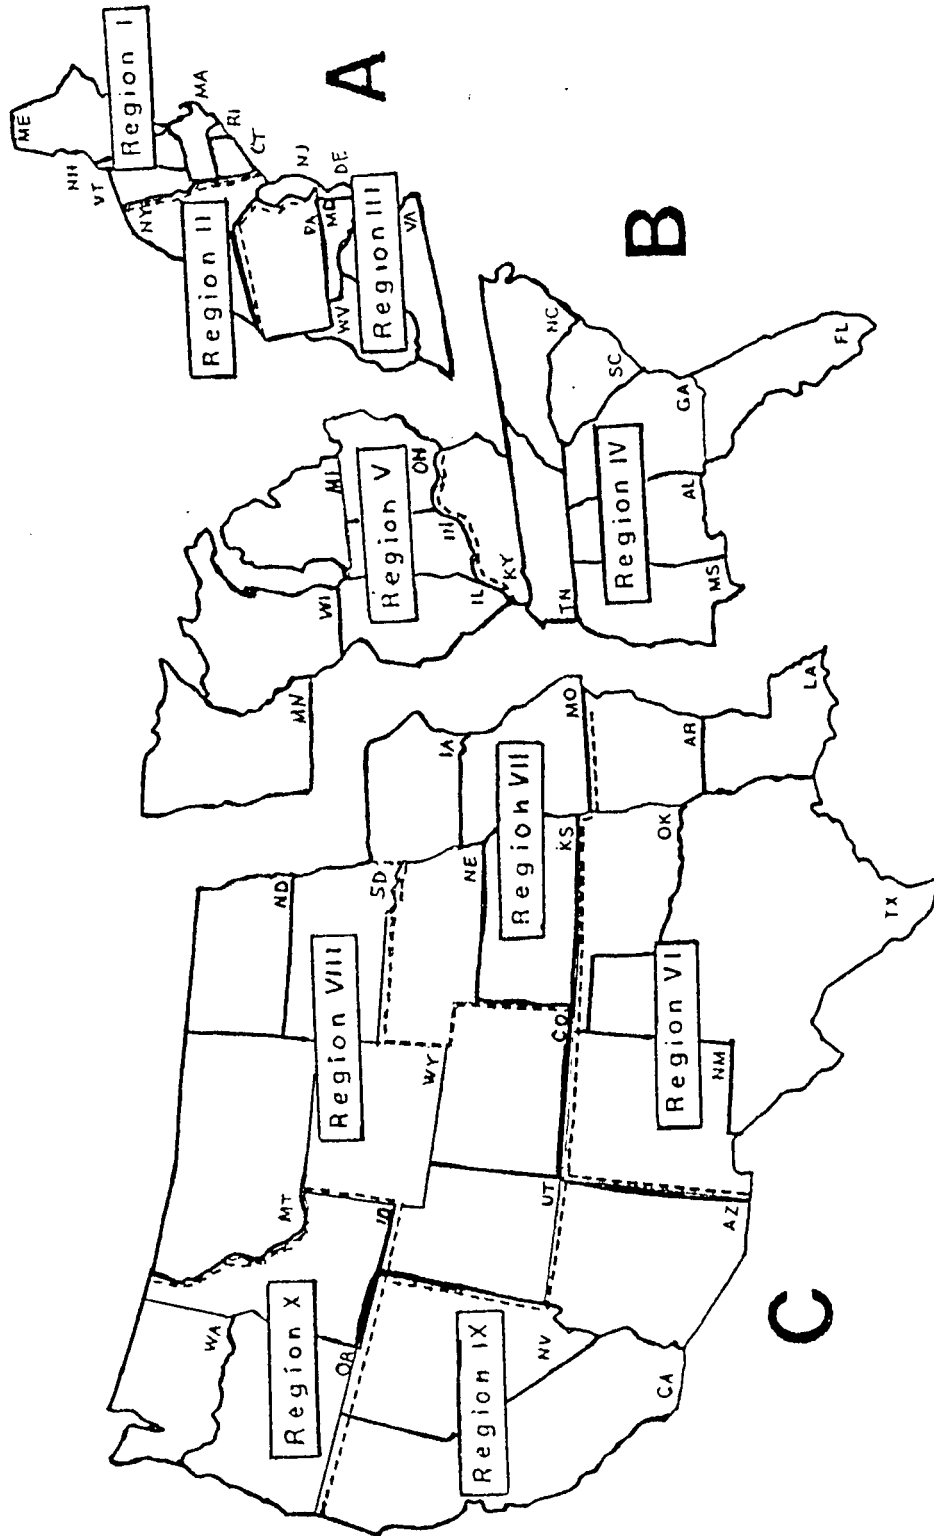 ME
Region I
NH
VT
MA
RI
CT
NY
Region II
NJ
DE
PA
MD
Region III
WV
VA
A
MI
Region V
OH
IN
WI
IL
KY
MN
B
NC
SC
TN
Region IV
GA
AL
MS
FL
ND
SD
Region VIII
MT
WY
IA
NE
Region VII
MO
KS
CO
UT
ID
WA
Region X
OR
Region IX
NV
CA
AZ
NM
Region VI
OK
AR
LA
TX
C